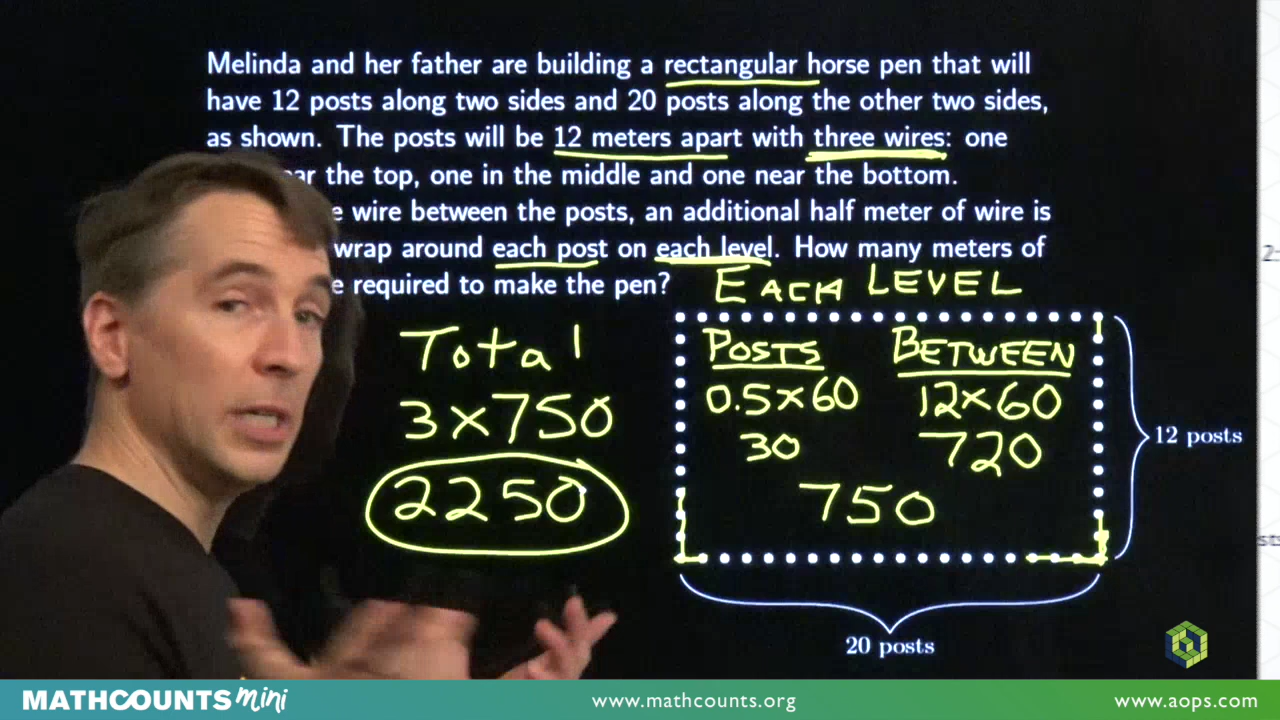 Melinda and her father are building a rectangular horse pen that will
have 12 posts along two sides and 20 posts along the other two sides,
as shown. The posts will be 12 meters apart with three wires: one
the top, one in the middle and one near the bottom.
wire between the posts, an additional half meter of wire is
wrap around each post on each level. How many meters of
required to make the pen?
EACH LEVEL
Total
3×750
2250
POSTS
0.5×60
30
BETWEEN
12×60
720
750
12 posts
20 posts
MATHCOUNTS mini
www.mathcounts.org
www.aops.com